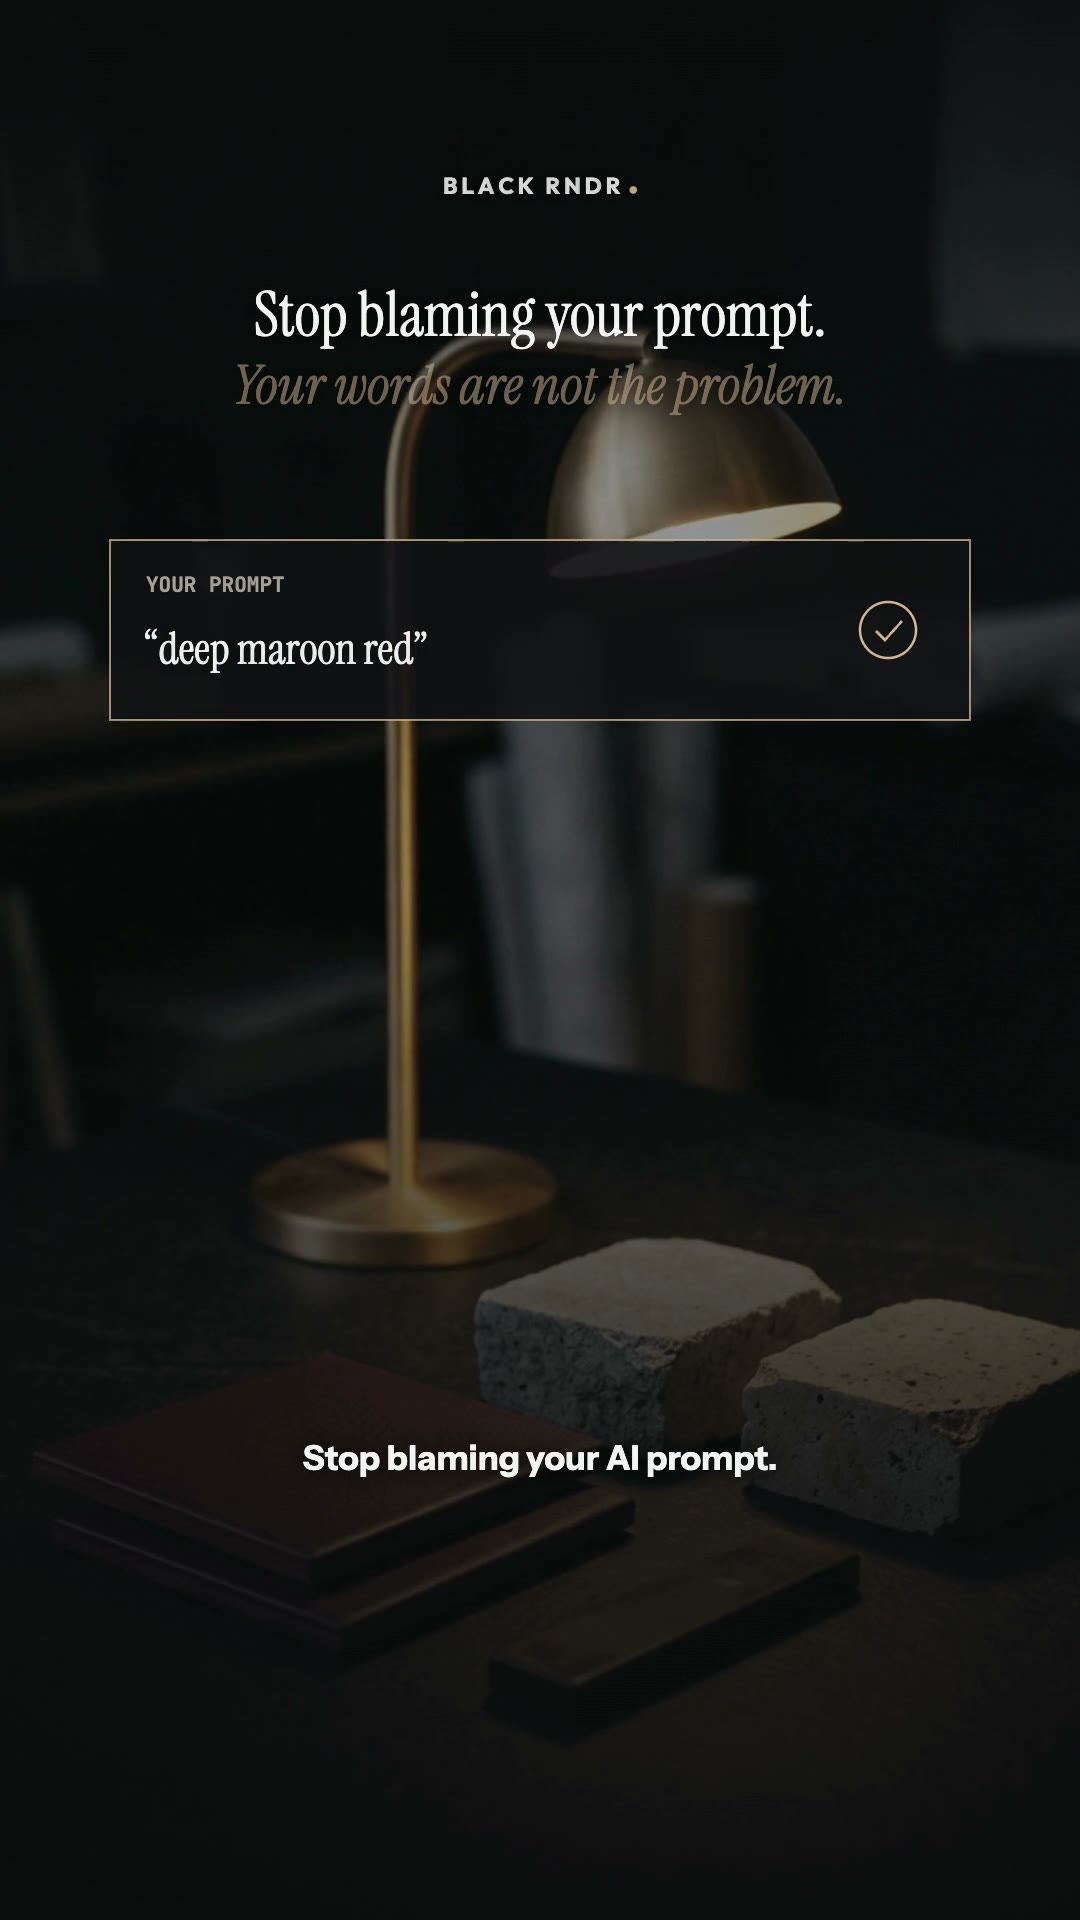 BLACK RNDR.
Stop blaming your prompt.
Your words are not the problem.
YOUR PROMPT
“deep maroon red”
Stop blaming your AI prompt.